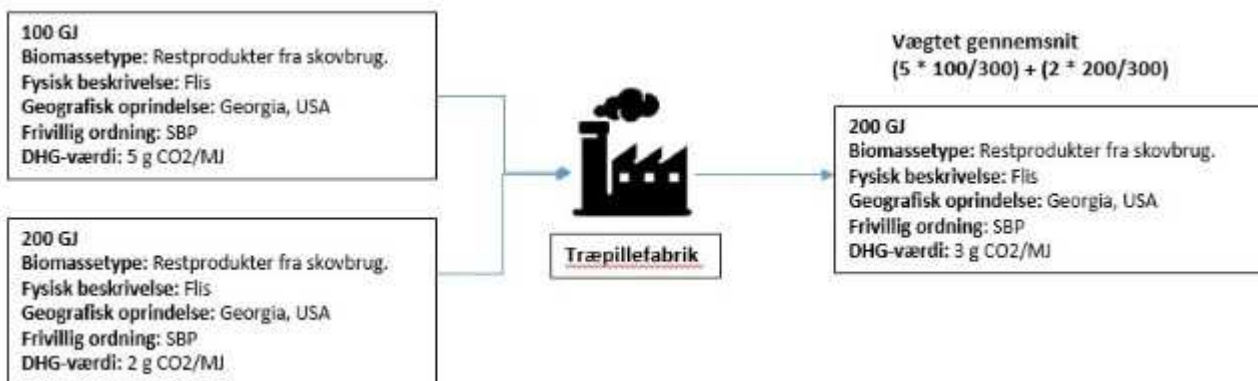 100 GJ
Biomassetype: Restprodukter fra skovbrug.
Fysisk beskrivelse: Flis
Geografisk oprindelse: Georgia, USA
Frivillig ordning: SBP
DHG-værdi: 5 g CO2/MJ
200 GJ
Biomassetype: Restprodukter fra skovbrug.
Fysisk beskrivelse: Flis
Geografisk oprindelse: Georgia, USA
Frivillig ordning: SBP
DHG-værdi: 2 g CO2/MJ
Træpillefabrik
Vægtet gennemsnit
(5 * 100/300) + (2 * 200/300)
200 GJ
Biomassetype: Restprodukter fra skovbrug.
Fysisk beskrivelse: Flis
Geografisk oprindelse: Georgia, USA
Frivillig ordning: SBP
DHG-værdi: 3 g CO2/MJ